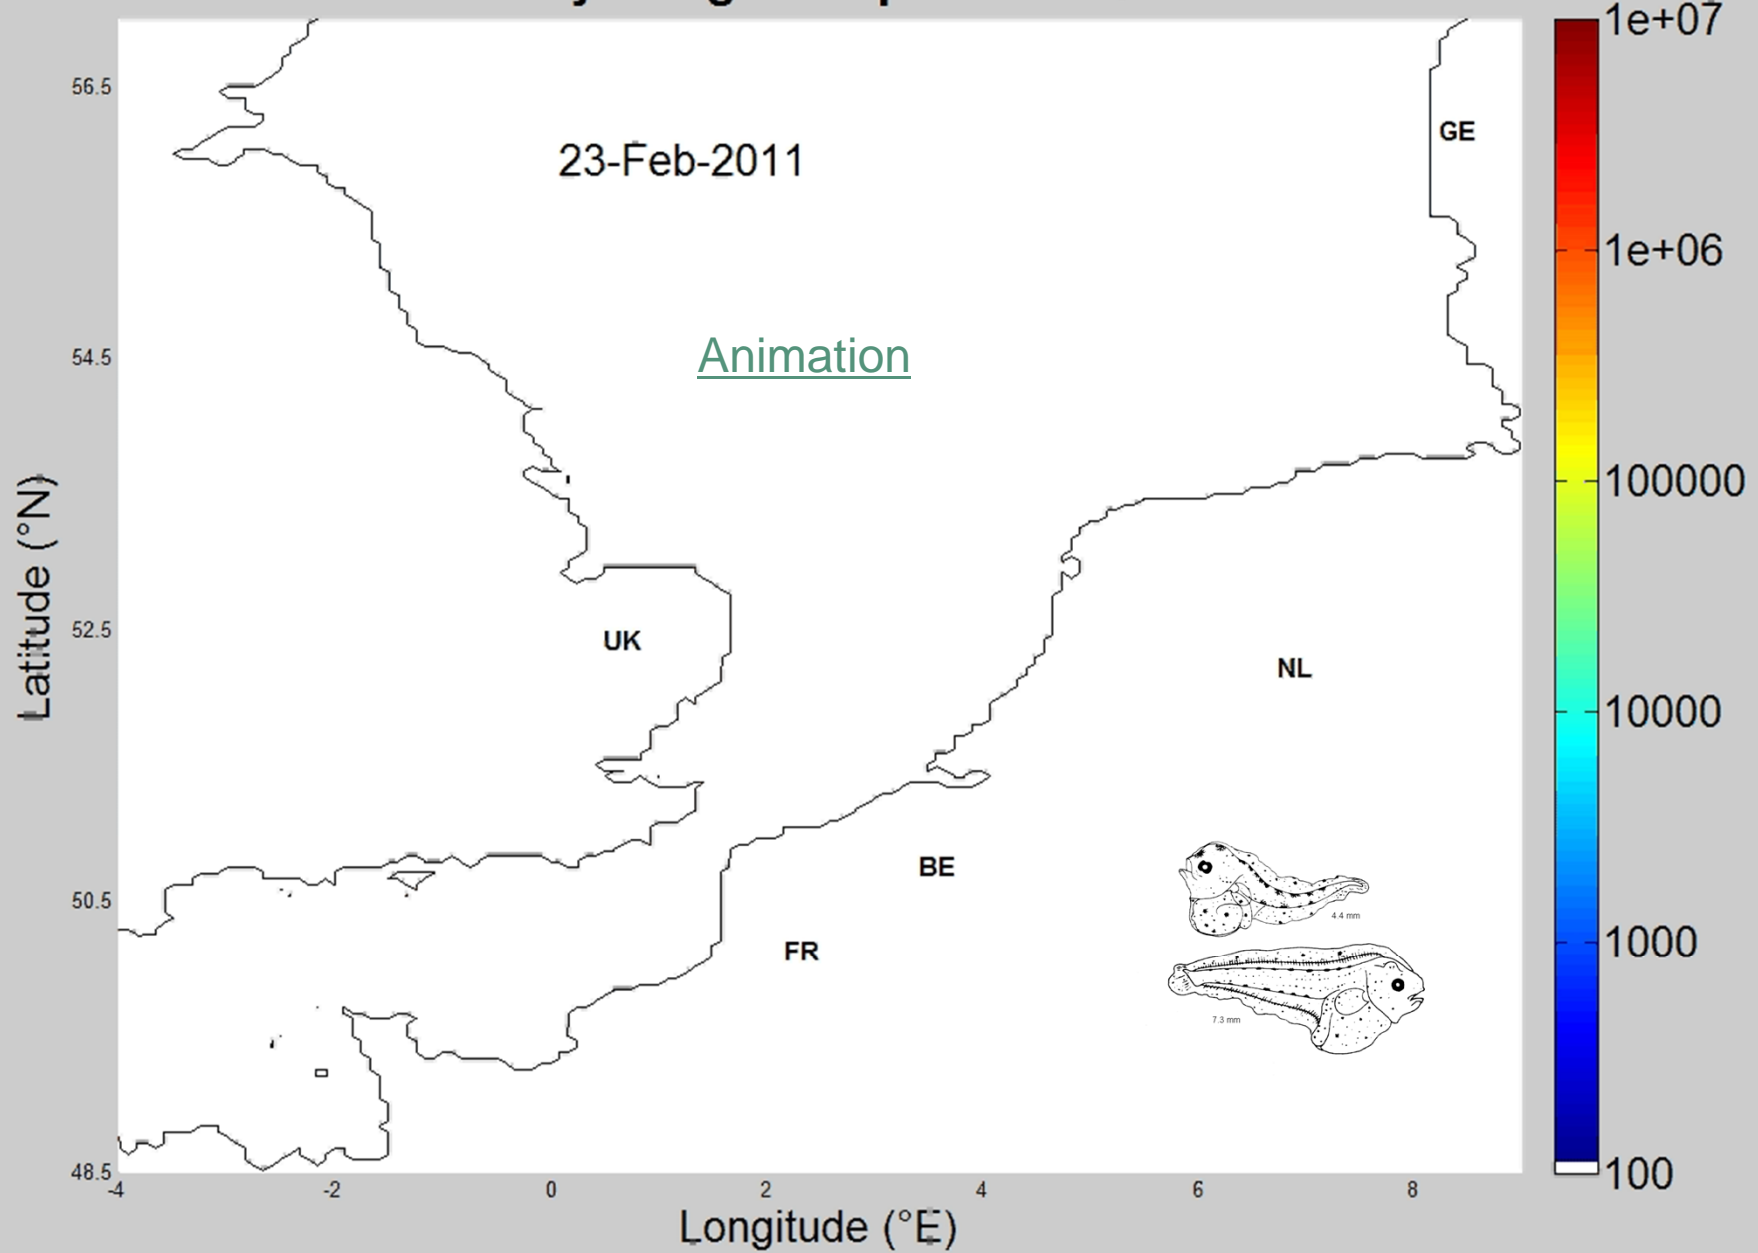 1e+07
56.5
GE
23-Feb-2011
1e+06
54.5
Animation
100000
Latitude (°N)
52.5
UK
NL
10000
BE
50.5
4.4 mm
1000
FR
7.3 mm
48.5
100
-4 -2 0 2 4 6 8
Longitude (°E)